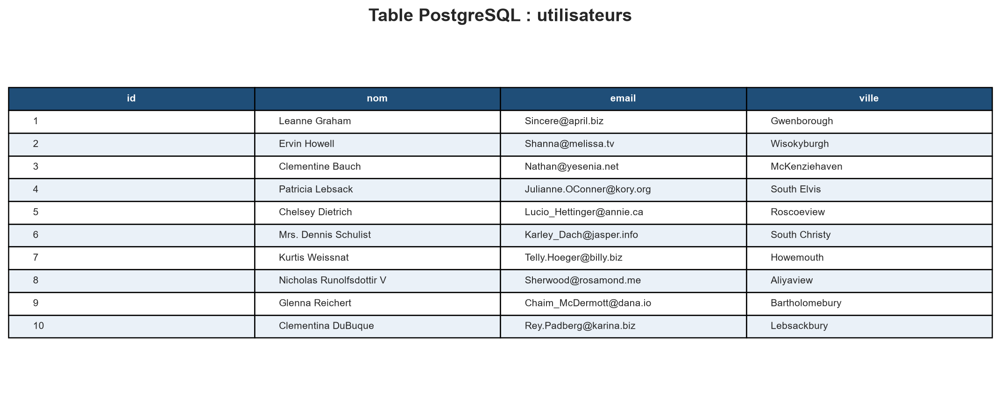 Table PostgreSQL : utilisateurs
id nom email ville
1 Leanne Graham Sincere@april.biz Gwenborough
2 Ervin Howell Shanna@melissa.tv Wisokyburgh
3 Clementine Bauch Nathan@yesenia.net McKenziehaven
4 Patricia Lebsack Julianne.OConner@kory.org South Elvis
5 Chelsey Dietrich Lucio_Hettinger@annie.ca Roscoeview
6 Mrs. Dennis Schulist Karley_Dach@jasper.info South Christy
7 Kurtis Weissnat Telly.Hoeger@billy.biz Howemouth
8 Nicholas Runolfsdottir V Sherwood@rosamond.me Aliyaview
9 Glenna Reichert Chaim_McDermott@dana.io Bartholomebury
10 Clementina DuBuque Rey.Padberg@karina.biz Lebsackbury